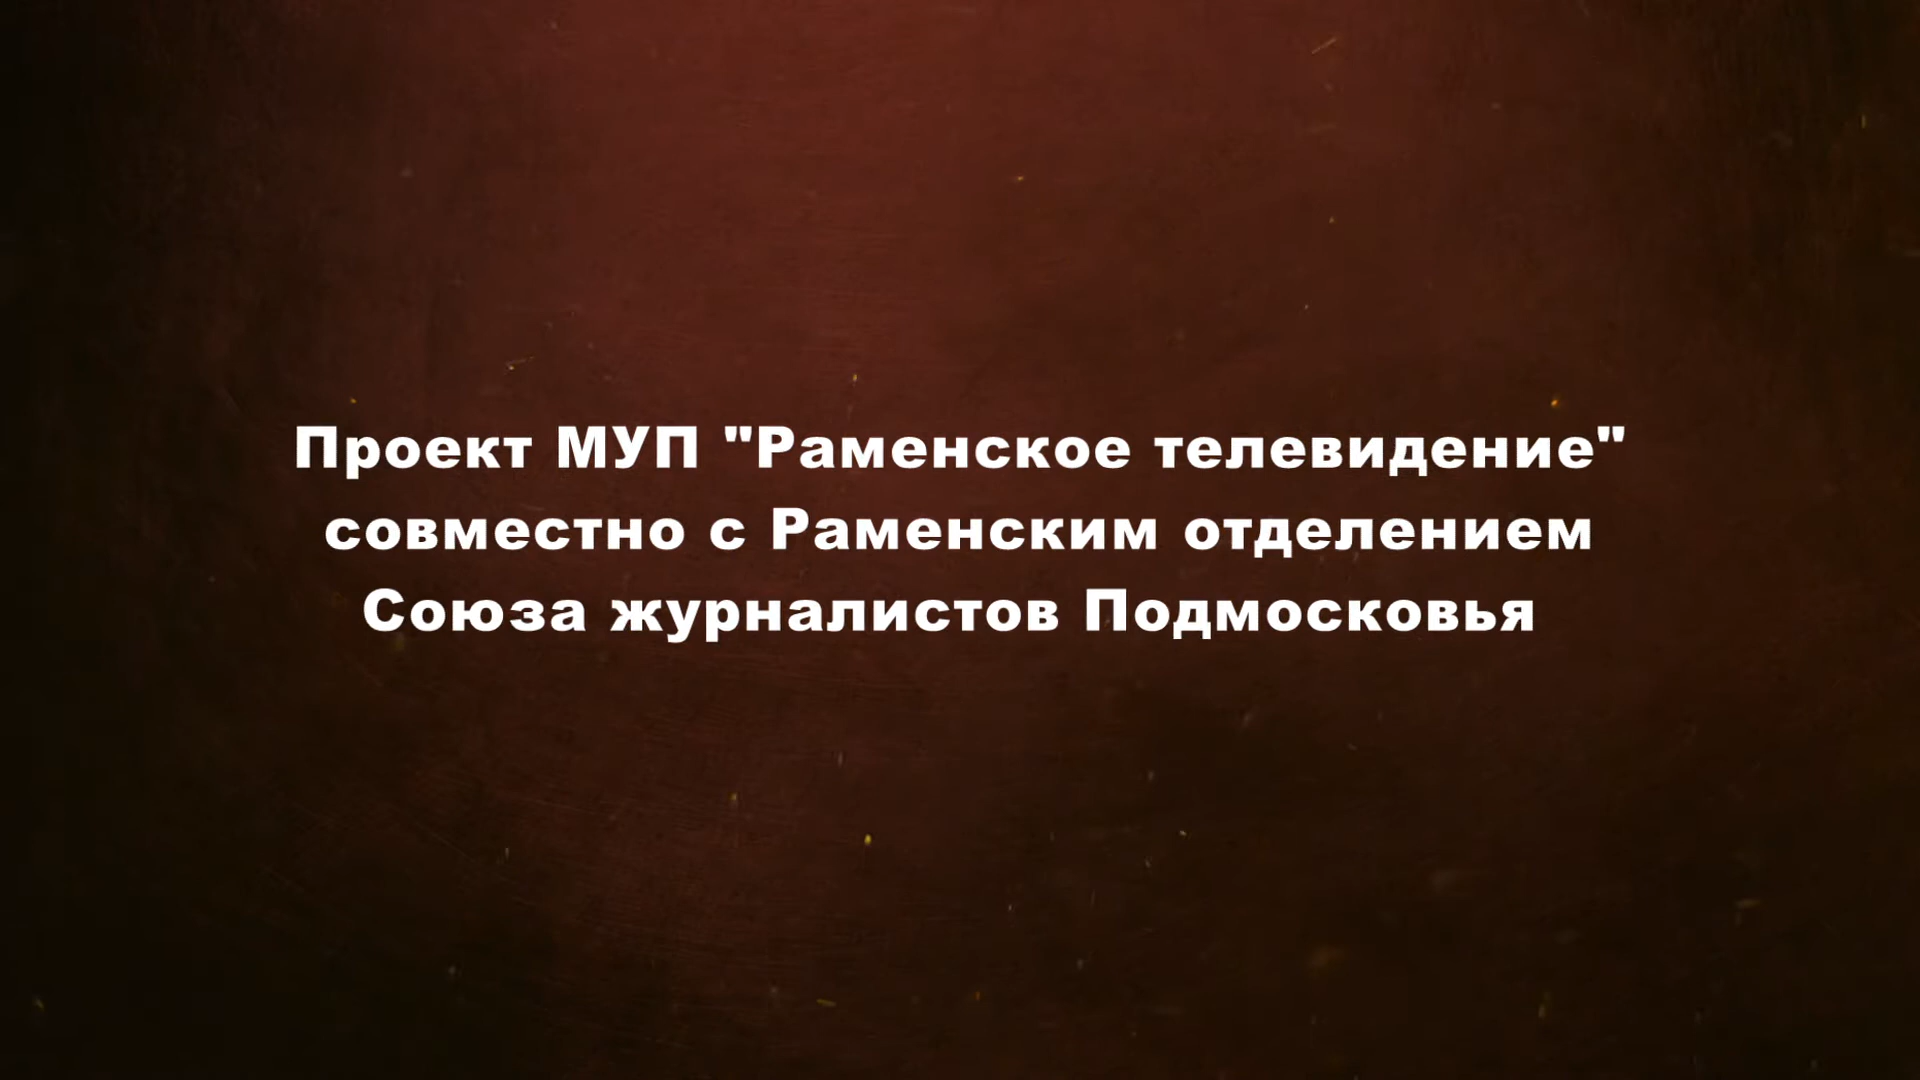 Проект МУП "Раменское телевидение"
совместно с Раменским отделением
Союза журналистов Подмосковья